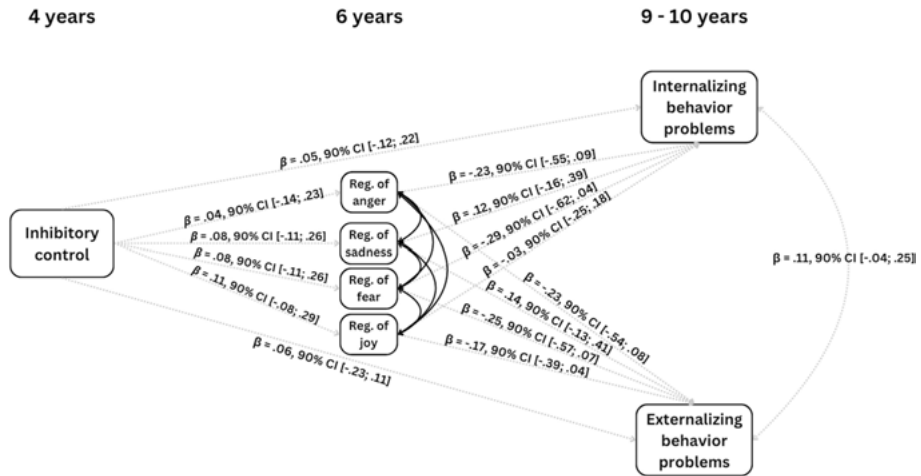 4 years
6 years
9 - 10 years
Internalizing
behavior
problems
β = .05, 90% CI [-.12; .22]
β = -.23, 90% CI [-.55; .09]
Reg. of
anger
β = .04, 90% CI [-.14; .23]
β = .12, 90% CI [-.16; .39]
Inhibitory
control
β = .08, 90% CI [-.11; .26]
Reg. of
sadness
β = -.29, 90% CI [-.62; .04]
β = -.03, 90% CI [-.25; .18]
β = .11, 90% CI [-.04; .25]]
β = .08, 90% CI [-.11; .26]
Reg. of
fear
β = .11, 90% CI [-.08; .29]
β = -.23, 90% CI [-.54; .08]
β = .14, 90% CI [-.13; .41]
Reg. of
joy
β = -.25, 90% CI [-.57; .07]
β = -.17, 90% CI [-.39; .04]
β = .06, 90% CI [-.23; .11]
Externalizing
behavior
problems